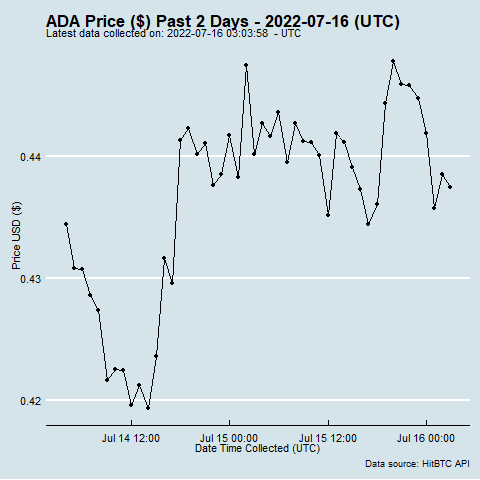 ADA Price ($) Past 2 Days - 2022-07-16 (UTC)
Latest data collected on: 2022-07-16 03:03:58 - UTC
Price USD ($)
0.44
0.43
0.42
Jul 14 12:00
Jul 15 00:00
Jul 15 12:00
Jul 16 00:00
Date Time Collected (UTC)
Data source: HitBTC API